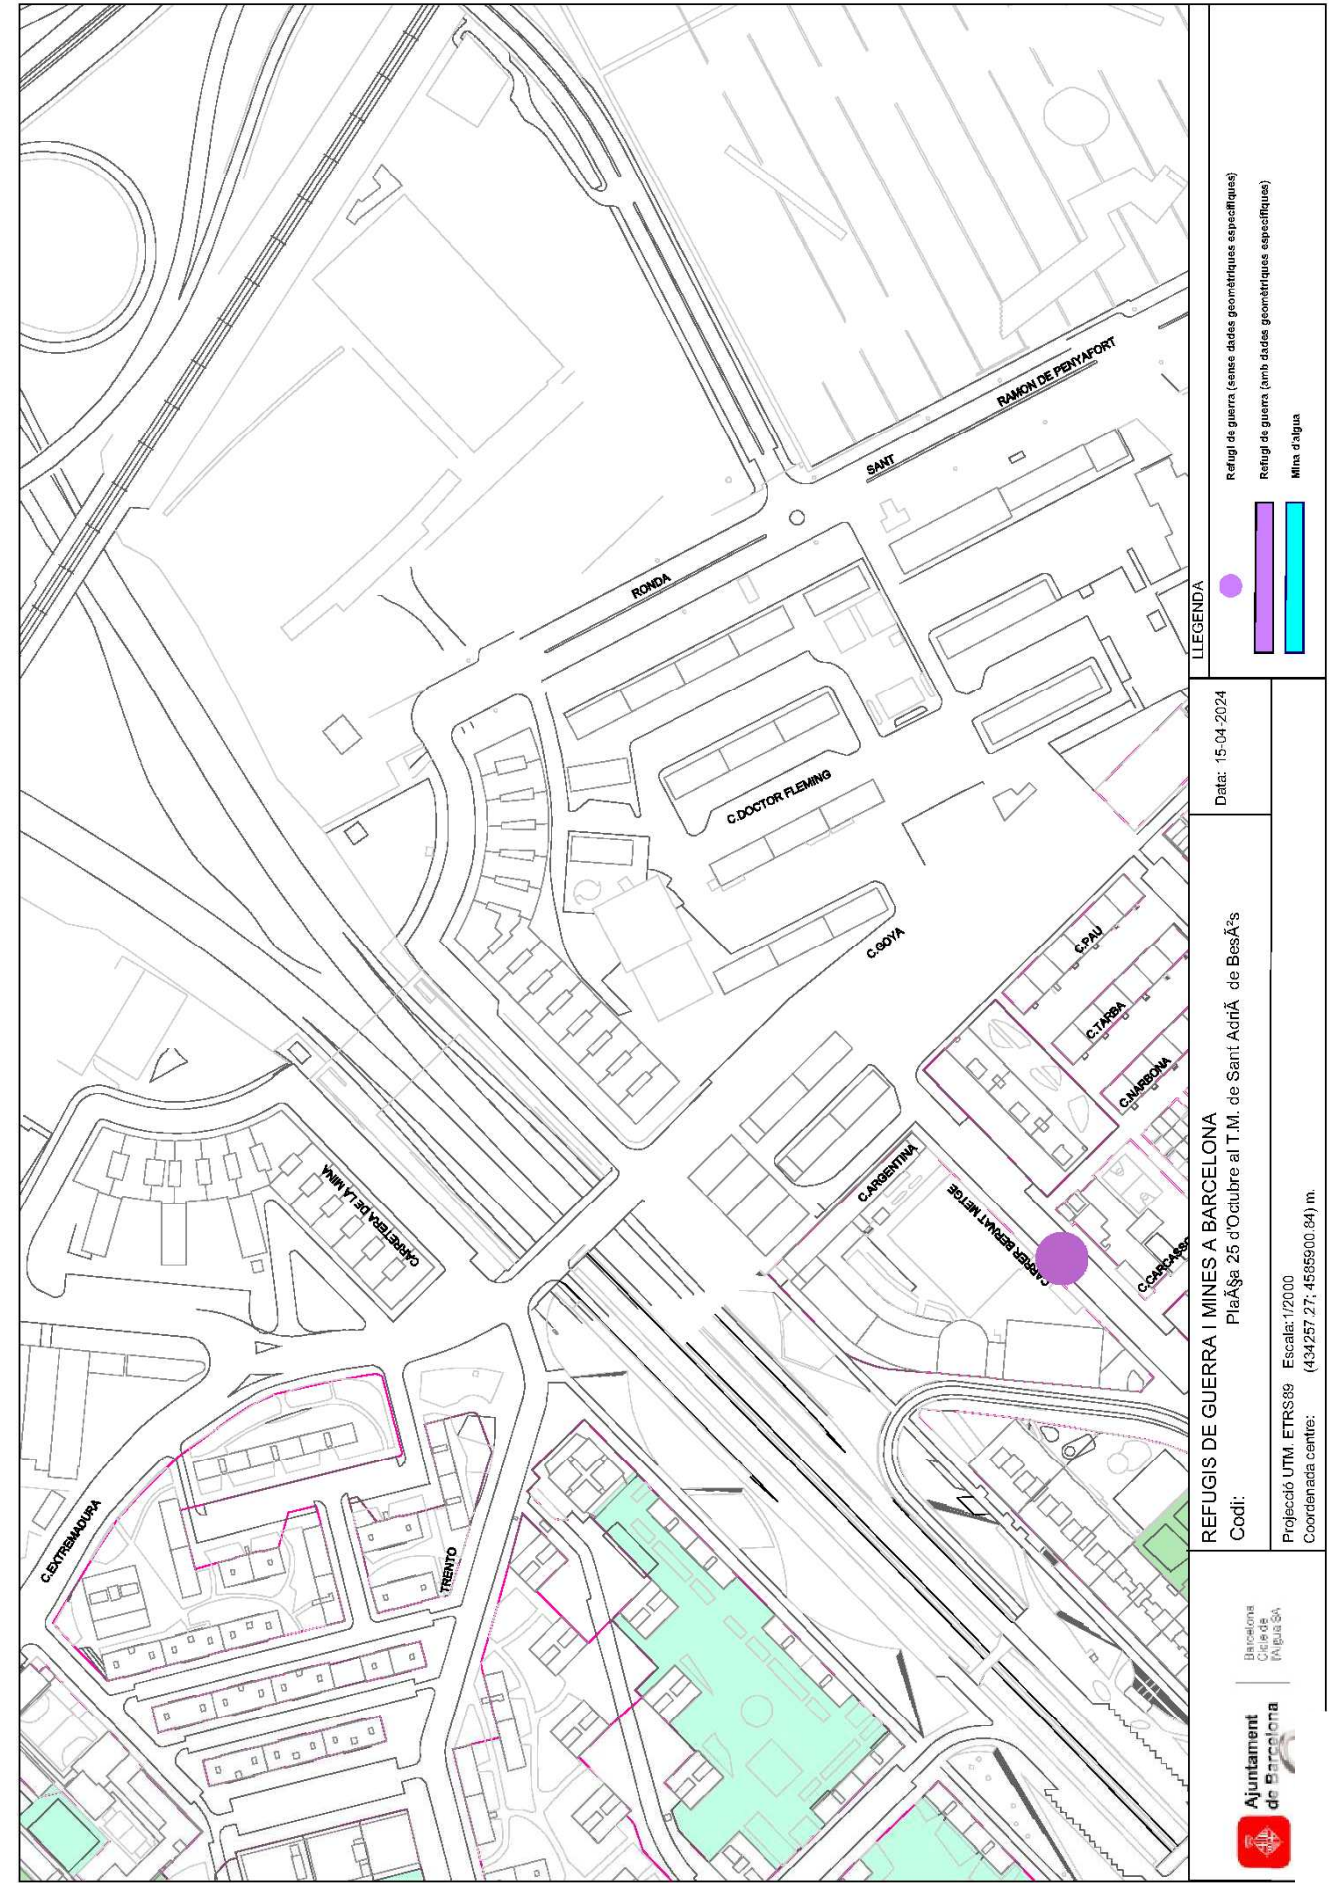 C.EXTREMADURA
TRENTO
CARRETERA DE LA MINA
RONDA
SANT
RAMON DE PENYAFORT
C.DOCTOR FLEMING
C.GOYA
C.PAU
C.TARBA
C.NARBONA
C.ARGENTINA
CARRER BERNAT METGE
C.CARCASSO
Ajuntament
de Barcelona
Barcelona
Cicle de
l'Aigua SA
REFUGIS DE GUERRA I MINES A BARCELONA
Codi: PlaÃ§a 25 d'Octubre al T.M. de Sant AdriÃ de BesÃ²s
Data: 15-04-2024
Projecció UTM. ETRS89 Escala:1/2000
Coordenada centre: (434257.27; 4585900.84) m.
LLEGENDA
Refugi de guerra (sense dades geomètriques específiques)
Refugi de guerra (amb dades geomètriques específiques)
Mina d'aigua